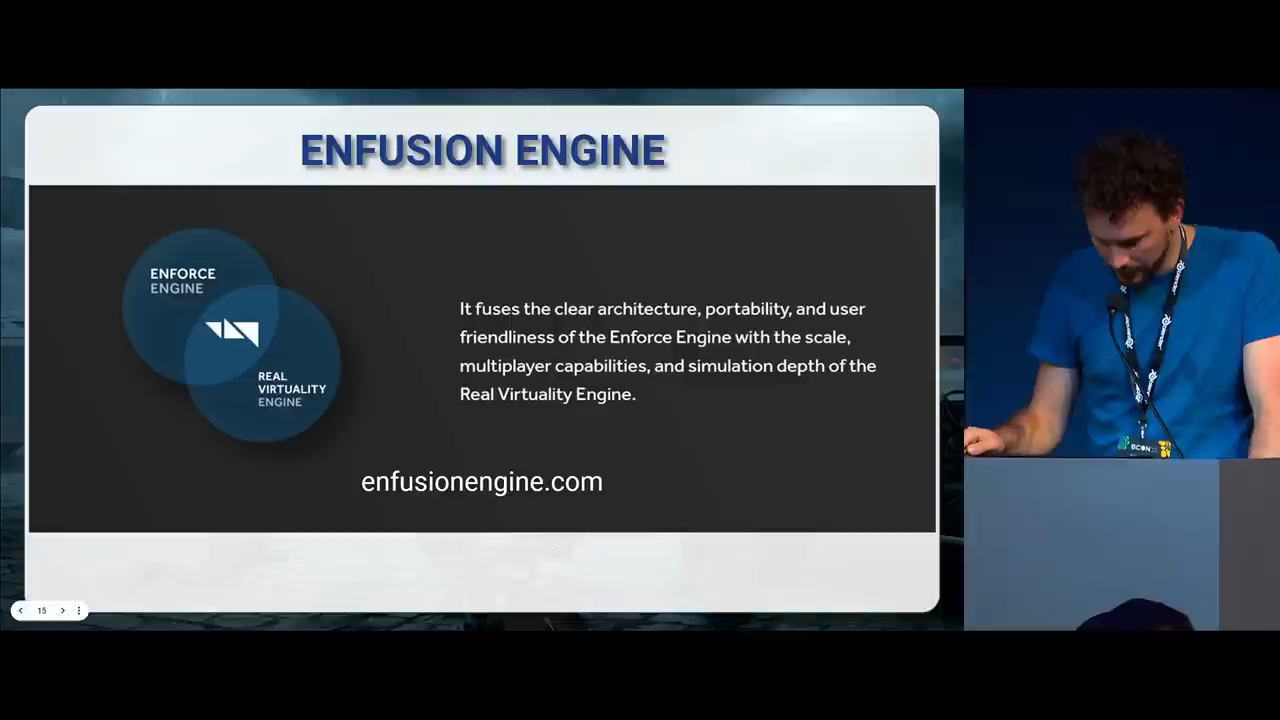 ENFUSION ENGINE
ENFORCE
ENGINE
REAL
VIRTUALITY
ENGINE
It fuses the clear architecture, portability, and user
friendliness of the Enforce Engine with the scale,
multiplayer capabilities, and simulation depth of the
Real Virtuality Engine.
enfusionengine.com
15
BCON